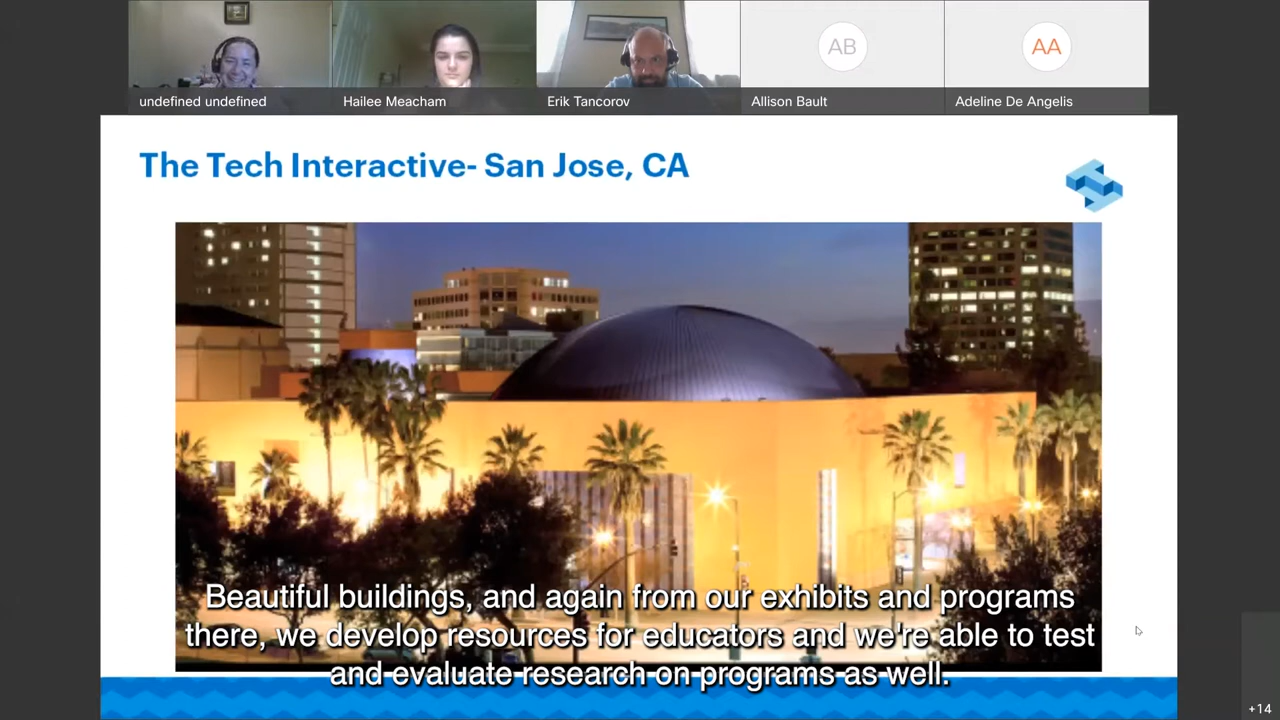 undefined undefined
Hailee Meacham
Erik Tancorov
AB
Allison Bault
AA
Adeline De Angelis
The Tech Interactive- San Jose, CA
Beautiful buildings, and again from our exhibits and programs
there, we develop resources for educators and we're able to test
and evaluate research on programs as well.
+14